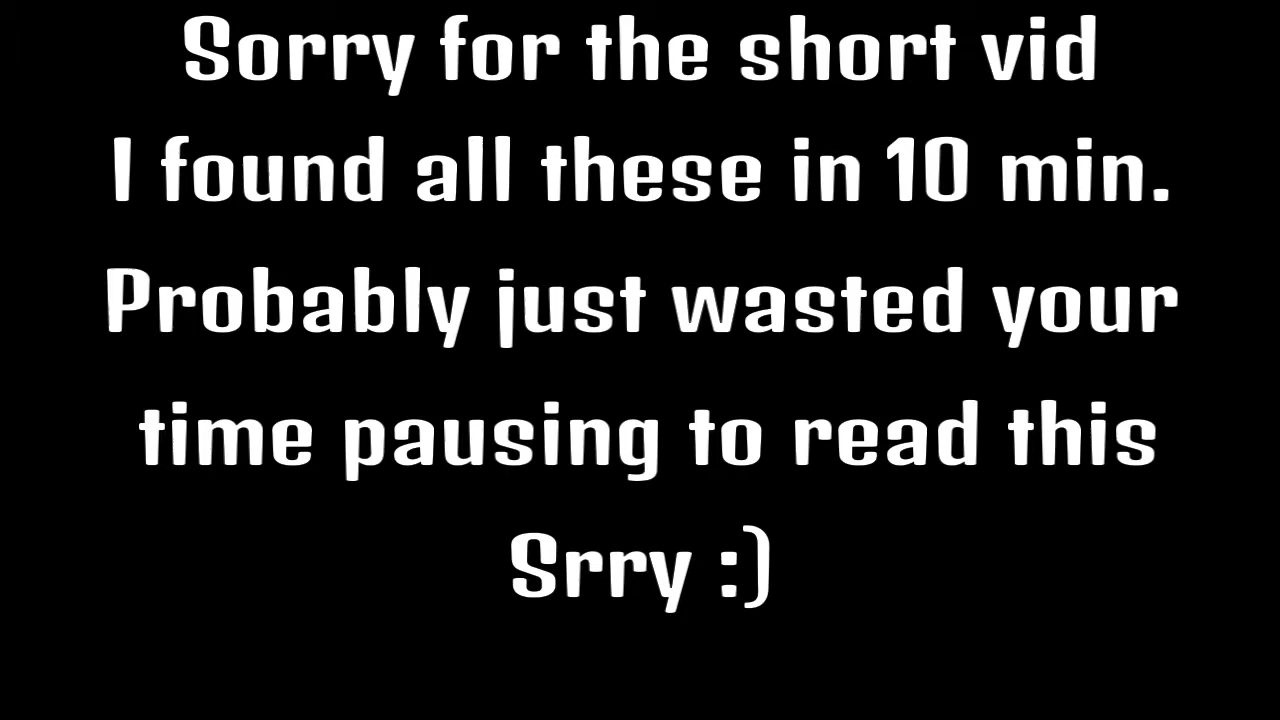 Sorry for the short vid
I found all these in 10 min.
Probably just wasted your
time pausing to read this
Srry :)